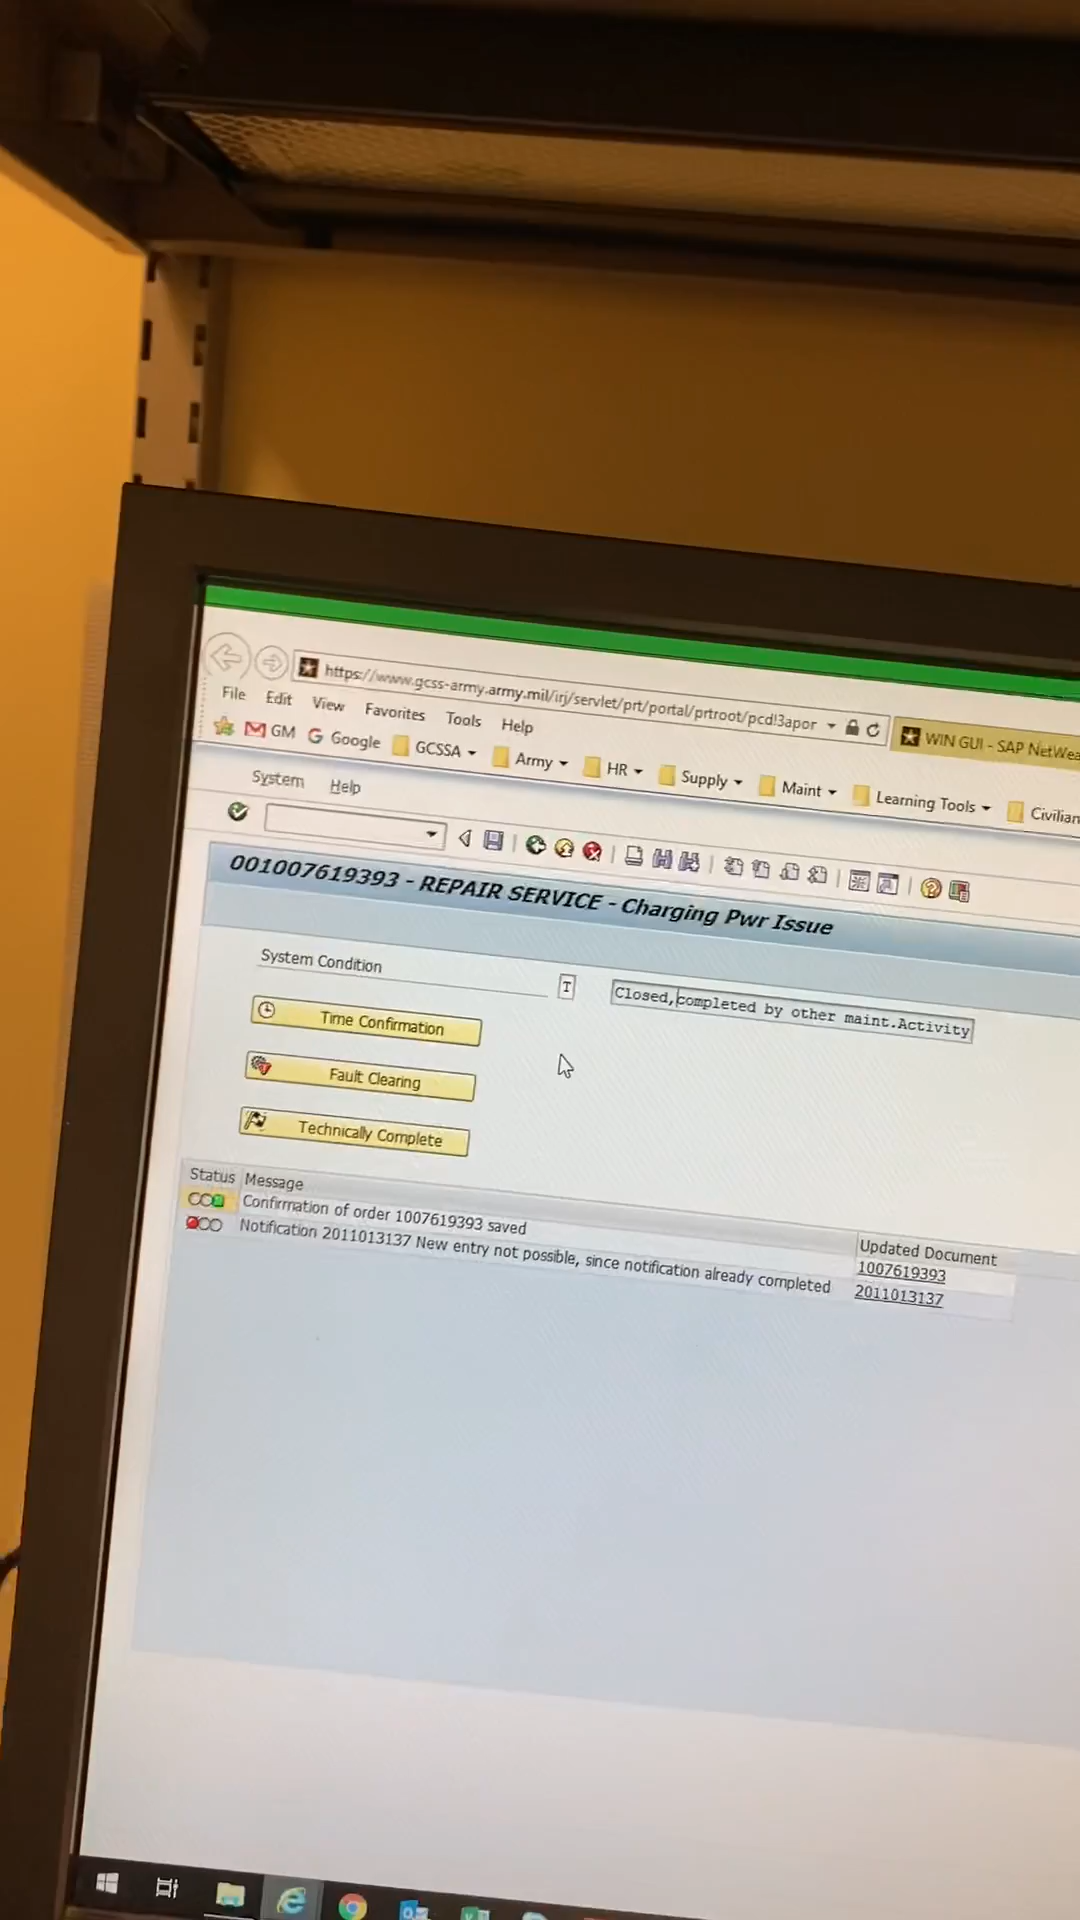 https://www.gcss-army.army.mil/irj/servlet/prt/portal/prtroot/pcd!3apor
WIN GUI - SAP NetWea
File Edit View Favorites Tools Help
GM Google GCSSA Army HR Supply Maint Learning Tools Civilian
System Help
001007619393 - REPAIR SERVICE - Charging Pwr Issue
System Condition T Closed,completed by other maint.Activity
Time Confirmation
Fault Clearing
Technically Complete
Status Message Updated Document
Confirmation of order 1007619393 saved 1007619393
Notification 2011013137 New entry not possible, since notification already completed 2011013137